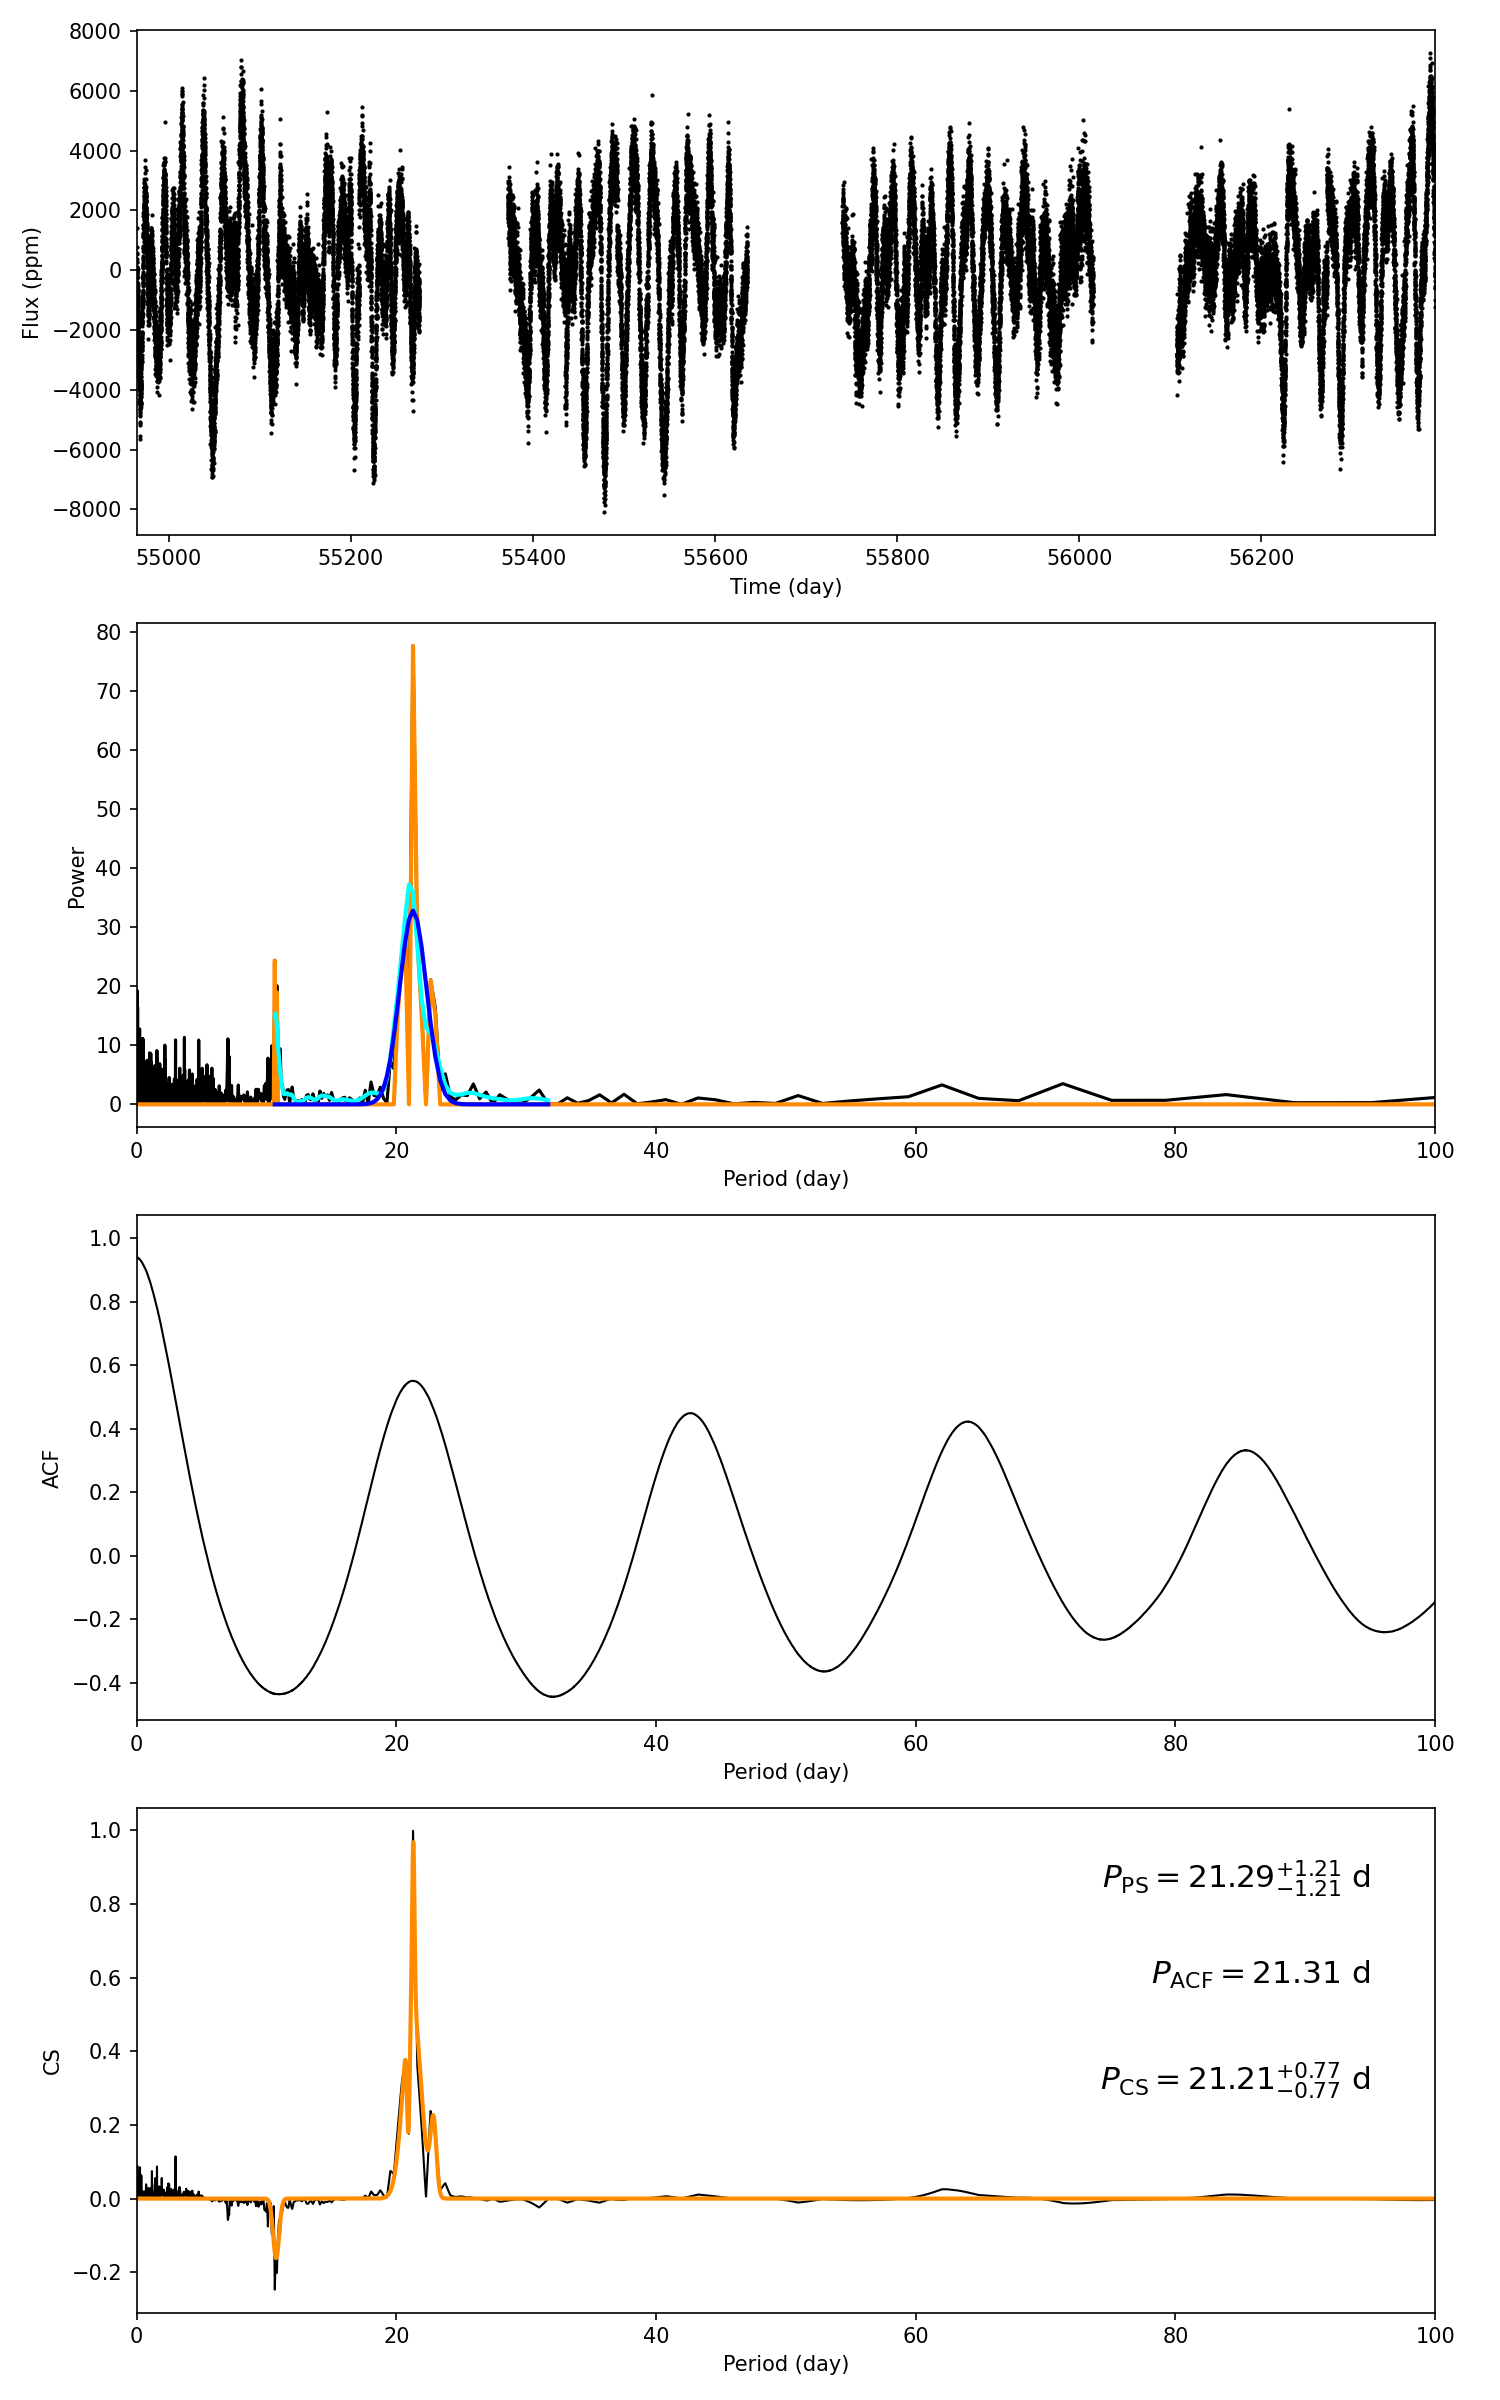 8000
6000
4000
2000
0
−2000
−4000
−6000
−8000
Flux (ppm)
55000 55200 55400 55600 55800 56000 56200
Time (day)
80
70
60
50
40
30
20
10
0
Power
0 20 40 60 80 100
Period (day)
1.0
0.8
0.6
0.4
0.2
0.0
−0.2
−0.4
ACF
0 20 40 60 80 100
Period (day)
1.0
0.8
0.6
0.4
0.2
0.0
−0.2
CS
P_PS = 21.29^{+1.21}_{−1.21} d
P_ACF = 21.31 d
P_CS = 21.21^{+0.77}_{−0.77} d
0 20 40 60 80 100
Period (day)